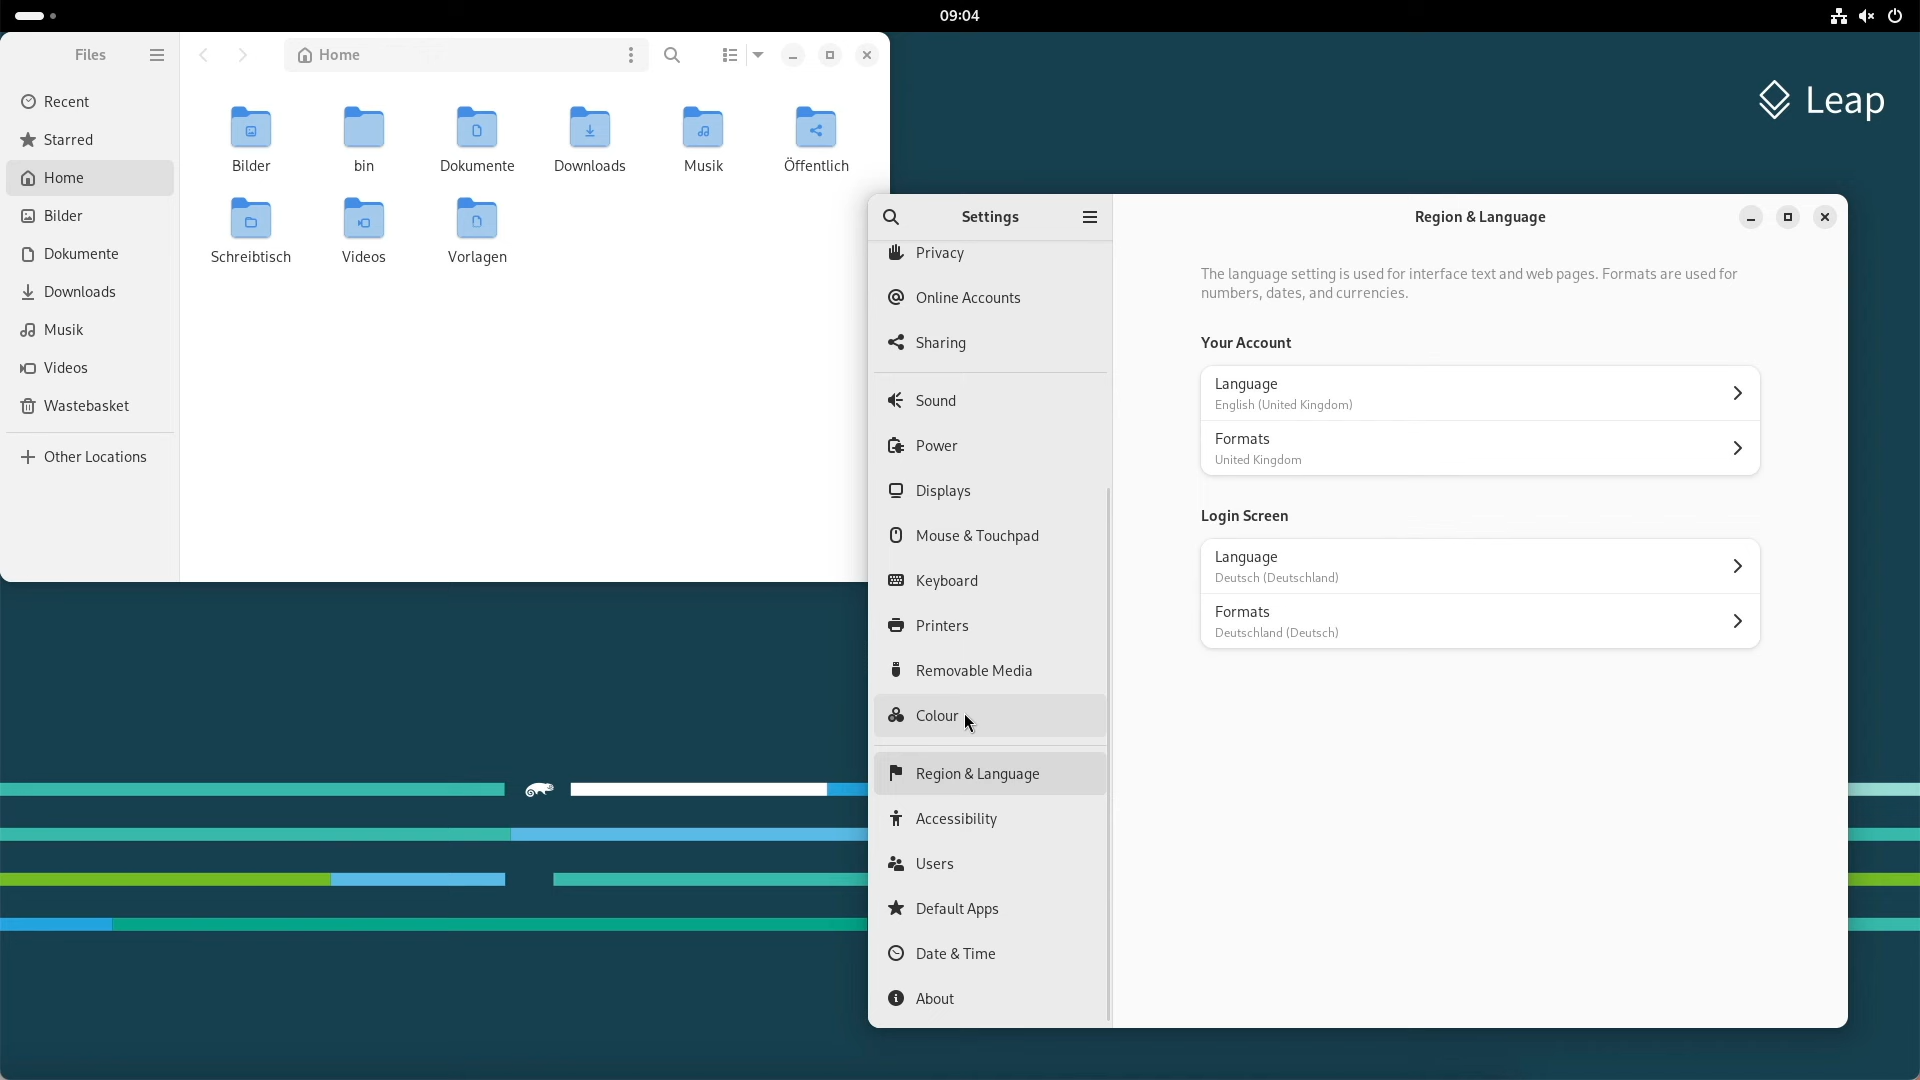 09:04
Files
Home
Recent
Starred
Home
Bilder
Dokumente
Downloads
Musik
Videos
Wastebasket
Other Locations
Bilder
bin
Dokumente
Downloads
Musik
Öffentlich
Schreibtisch
Videos
Vorlagen
Leap
Settings
Privacy
Online Accounts
Sharing
Sound
Power
Displays
Mouse & Touchpad
Keyboard
Printers
Removable Media
Colour
Region & Language
Accessibility
Users
Default Apps
Date & Time
About
Region & Language
The language setting is used for interface text and web pages. Formats are used for
numbers, dates, and currencies.
Your Account
Language
English (United Kingdom)
Formats
United Kingdom
Login Screen
Language
Deutsch (Deutschland)
Formats
Deutschland (Deutsch)